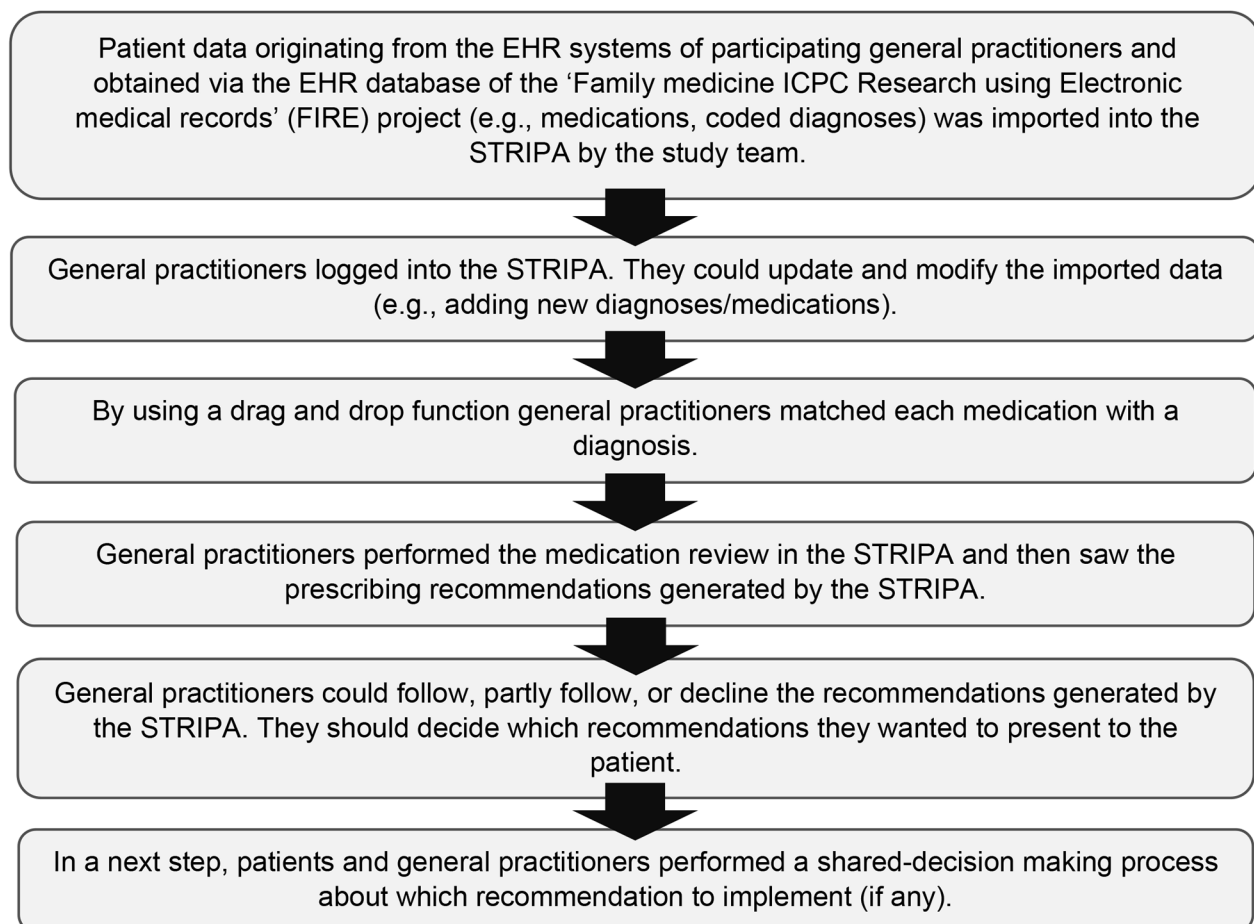 Patient data originating from the EHR systems of participating general practitioners and
obtained via the EHR database of the ‘Family medicine ICPC Research using Electronic
medical records’ (FIRE) project (e.g., medications, coded diagnoses) was imported into the
STRIPA by the study team.
General practitioners logged into the STRIPA. They could update and modify the imported data
(e.g., adding new diagnoses/medications).
By using a drag and drop function general practitioners matched each medication with a
diagnosis.
General practitioners performed the medication review in the STRIPA and then saw the
prescribing recommendations generated by the STRIPA.
General practitioners could follow, partly follow, or decline the recommendations generated by
the STRIPA. They should decide which recommendations they wanted to present to the
patient.
In a next step, patients and general practitioners performed a shared-decision making process
about which recommendation to implement (if any).